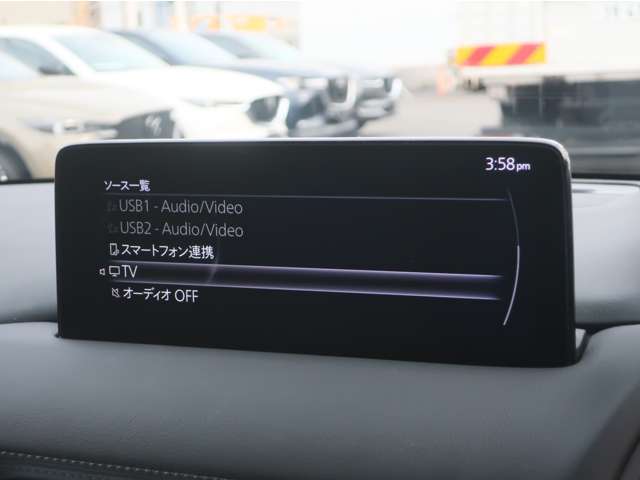 3:58pm
ソース一覧
USB1 - Audio/Video
USB2 - Audio/Video
スマートフォン連携
TV
オーディオ OFF